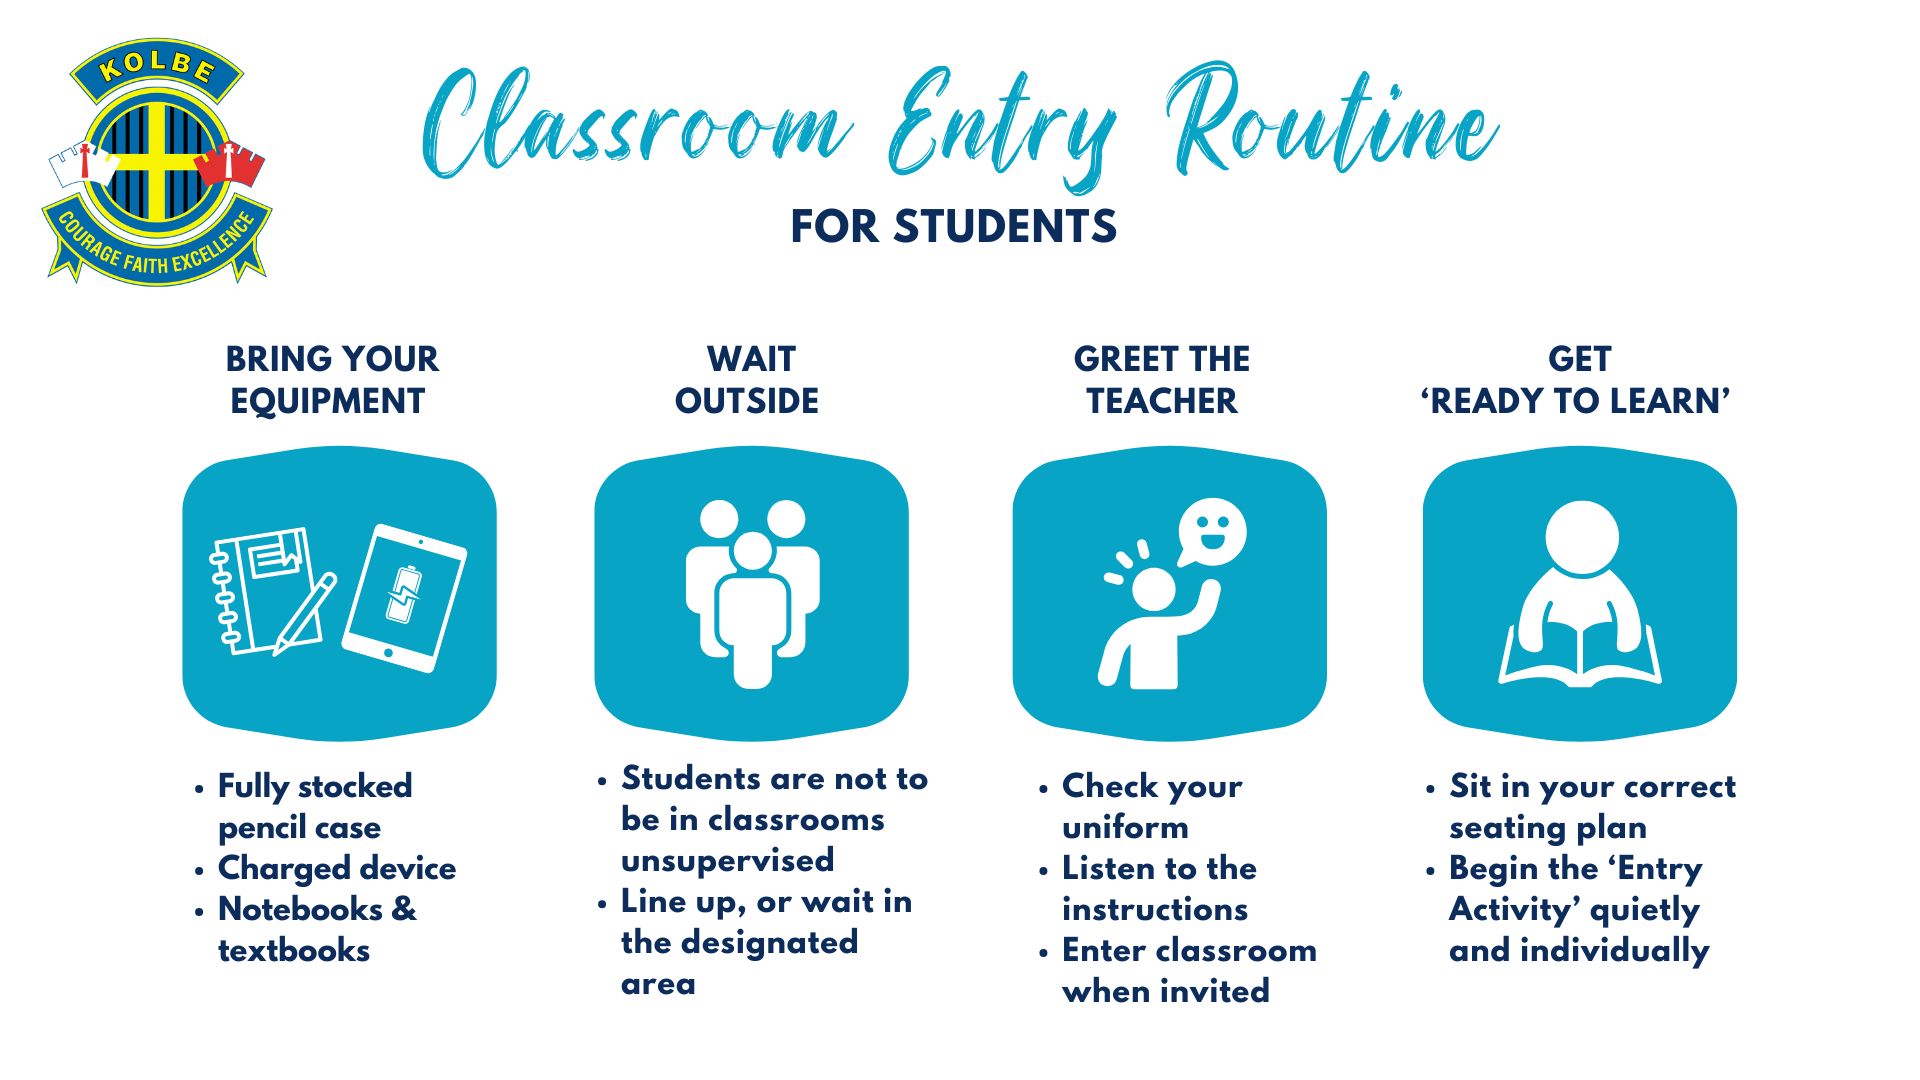 KOLBE
COURAGE FAITH EXCELLENCE
Classroom Entry Routine
FOR STUDENTS
BRING YOUR
EQUIPMENT
• Fully stocked
pencil case
• Charged device
• Notebooks &
textbooks
WAIT
OUTSIDE
• Students are not to
be in classrooms
unsupervised
• Line up, or wait in
the designated
area
GREET THE
TEACHER
• Check your
uniform
• Listen to the
instructions
• Enter classroom
when invited
GET
‘READY TO LEARN’
• Sit in your correct
seating plan
• Begin the ‘Entry
Activity’ quietly
and individually